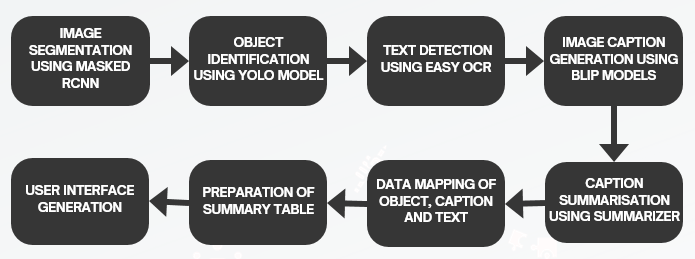 IMAGE
SEGMENTATION
USING MASKED
RCNN
OBJECT
IDENTIFICATION
USING YOLO MODEL
TEXT DETECTION
USING EASY OCR
IMAGE CAPTION
GENERATION USING
BLIP MODELS
CAPTION
SUMMARISATION
USING SUMMARIZER
DATA MAPPING OF
OBJECT, CAPTION
AND TEXT
PREPARATION OF
SUMMARY TABLE
USER INTERFACE
GENERATION